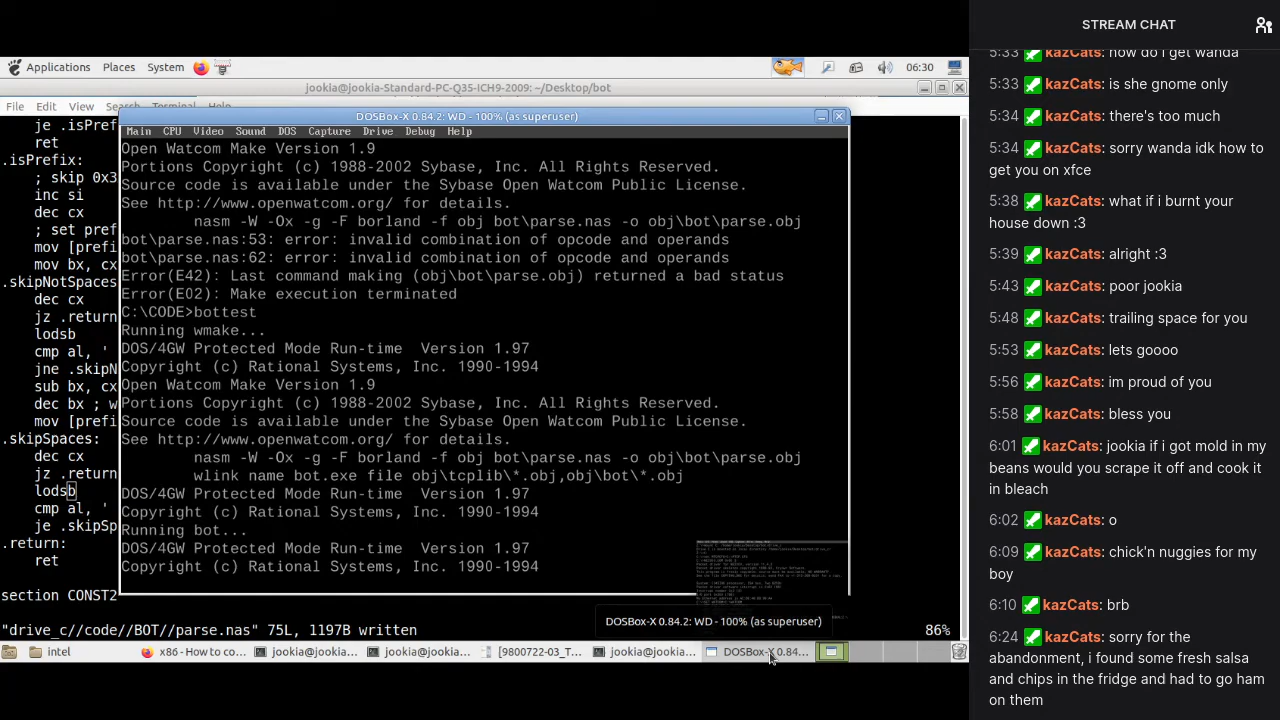 Applications Places System 06:30
jookia@jookia-Standard-PC-Q35-ICH9-2009: ~/Desktop/bot
File Edit View Search Terminal Help
je .isPref
ret
.isPrefix:
; skip 0x3
inc si
dec cx
; set pref
mov [prefi
mov bx, cx
.skipNotSpaces
dec cx
jz .return
lodsb
cmp al, '
jne .skipN
sub bx, cx
dec bx ; w
mov [prefi
.skipSpaces:
dec cx
jz .return
lodsb
cmp al, '
je .skipSp
.return:
ret
"drive_c//code//BOT//parse.nas" 75L, 1167B written 86%
DOSBox-X 0.84.2: WD - 100% (as superuser)
Main CPU Video Sound DOS Capture Drive Debug Help
Open Watcom Make Version 1.9
Portions Copyright (c) 1988-2002 Sybase, Inc. All Rights Reserved.
Source code is available under the Sybase Open Watcom Public License.
See http://www.openwatcom.org/ for details.
nasm -W -Ox -g -F borland -f obj bot\parse.nas -o obj\bot\parse.obj
bot\parse.nas:53: error: invalid combination of opcode and operands
bot\parse.nas:62: error: invalid combination of opcode and operands
Error(E42): Last command making (obj\bot\parse.obj) returned a bad status
Error(E02): Make execution terminated
C:\CODE>bottest
Running wmake...
DOS/4GW Protected Mode Run-time Version 1.97
Copyright (c) Rational Systems, Inc. 1990-1994
Open Watcom Make Version 1.9
Portions Copyright (c) 1988-2002 Sybase, Inc. All Rights Reserved.
Source code is available under the Sybase Open Watcom Public License.
See http://www.openwatcom.org/ for details.
nasm -W -Ox -g -F borland -f obj bot\parse.nas -o obj\bot\parse.obj
wlink name bot.exe file obj\tcplib\*.obj,obj\bot\*.obj
DOS/4GW Protected Mode Run-time Version 1.97
Copyright (c) Rational Systems, Inc. 1990-1994
Running bot...
DOS/4GW Protected Mode Run-time Version 1.97
Copyright (c) Rational Systems, Inc. 1990-1994
DOSBox-X 0.84.2: WD - 100% (as superuser)
intel x86 - How to co... jookia@jookia... jookia@jookia... [9800722-03_T... jookia@jookia... DOSBox-X 0.84...
STREAM CHAT
5:33 kazCats: how do i get wanda
5:33 kazCats: is she gnome only
5:34 kazCats: there's too much
5:34 kazCats: sorry wanda idk how to
get you on xfce
5:38 kazCats: what if i burnt your
house down :3
5:39 kazCats: alright :3
5:43 kazCats: poor jookia
5:48 kazCats: trailing space for you
5:53 kazCats: lets goooo
5:56 kazCats: im proud of you
5:58 kazCats: bless you
6:01 kazCats: jookia if i got mold in my
beans would you scrape it off and cook it
in bleach
6:02 kazCats: o
6:09 kazCats: chicken nuggies for my
boy
6:10 kazCats: brb
6:24 kazCats: sorry for the
abandonment, i found some fresh salsa
and chips in the fridge and had to go ham
on them